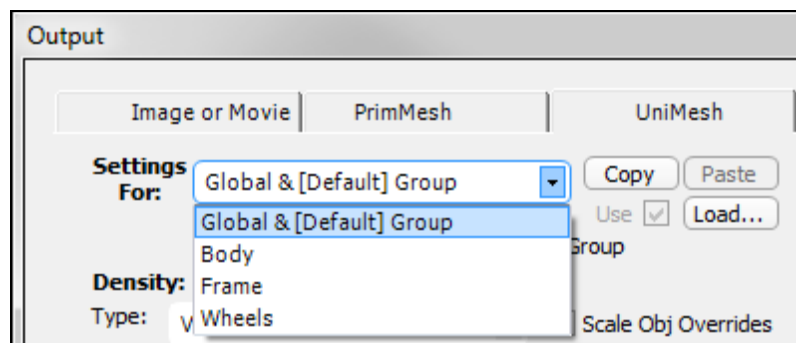 Output
Image or Movie PrimMesh UniMesh
Settings For:
Global & [Default] Group
Copy Paste
Use Load...
Global & [Default] Group
Body
Frame
Wheels
Group
Density:
Type:
Scale Obj Overrides